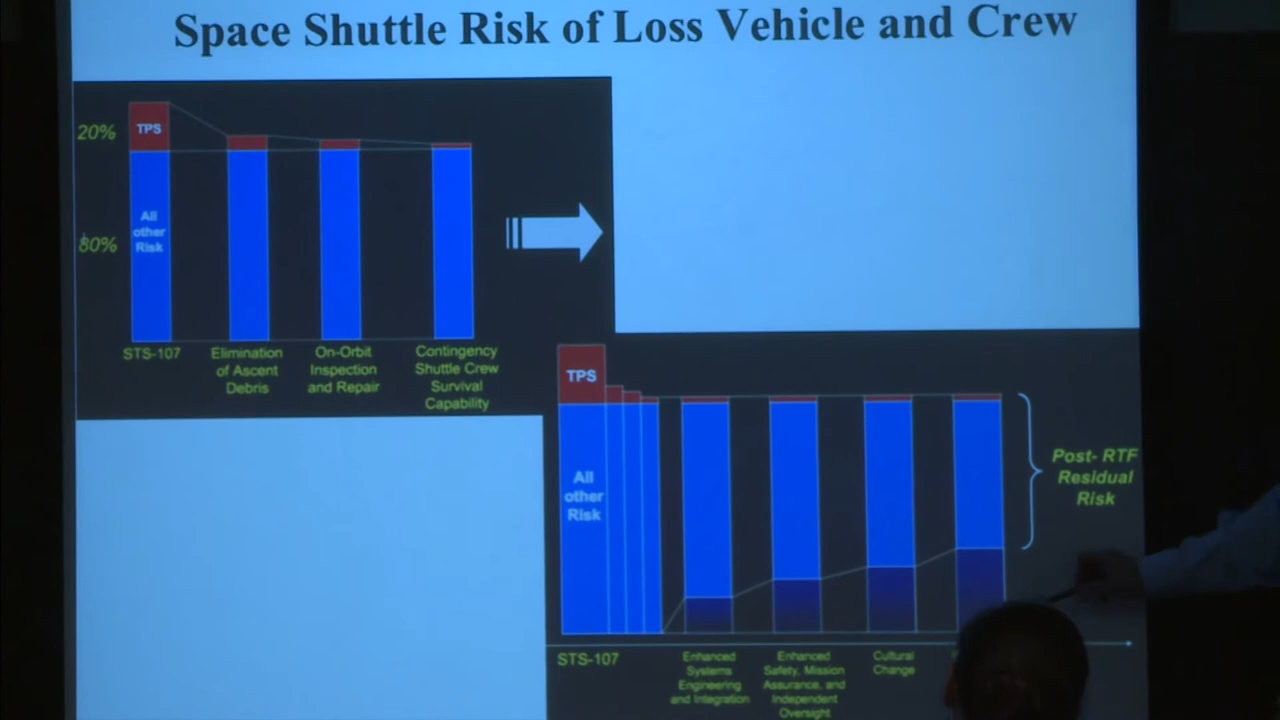 Space Shuttle Risk of Loss Vehicle and Crew
20%
TPS
80%
All
other
Risk
STS-107
Elimination
of Ascent
Debris
On-Orbit
Inspection
and Repair
Contingency
Shuttle Crew
Survival
Capability
TPS
All
other
Risk
Post- RTF
Residual
Risk
STS-107
Enhanced
Systems
Engineering
and Integration
Enhanced
Safety, Mission
Assurance, and
Independent
Oversight
Cultural
Change